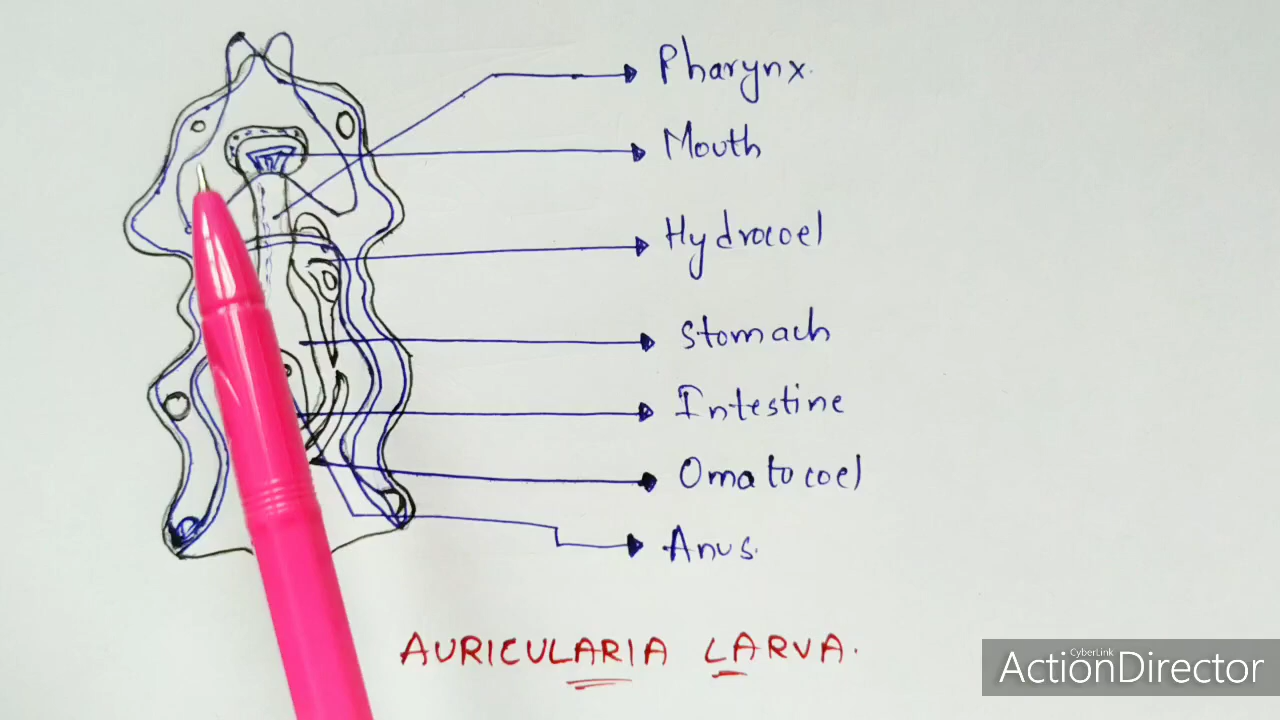 Pharynx.
Mouth
Hydrocoel
Stomach
Intestine
Omatocoel
Anus.
AURICULARIA LARVA.
CyberLink
ActionDirector